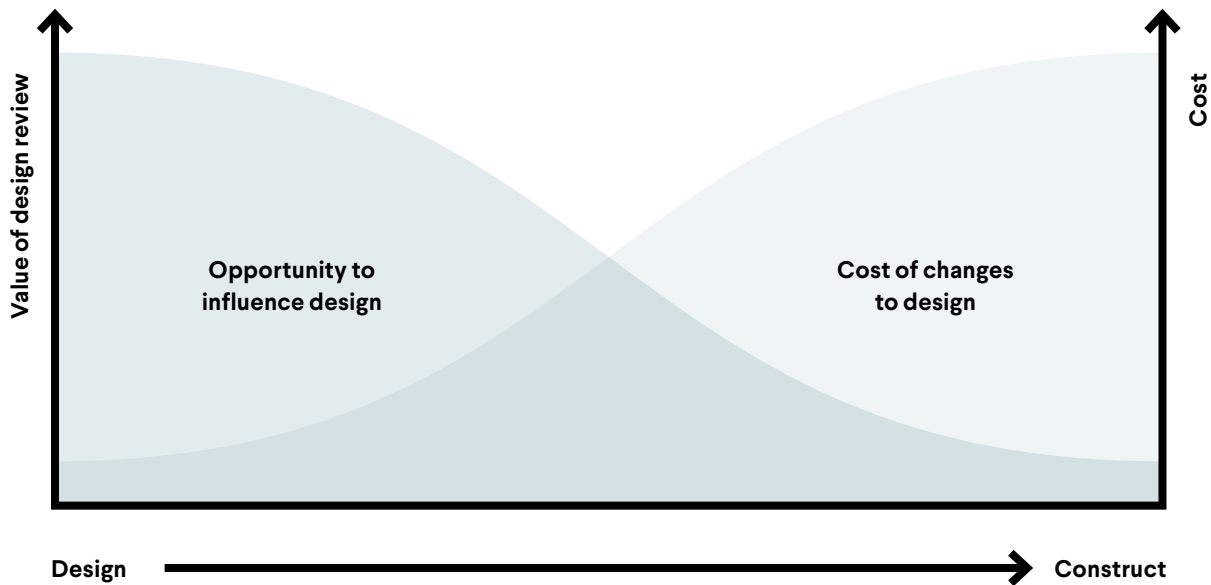 Value of design review
Cost
Opportunity to
influence design
Cost of changes
to design
Design
Construct